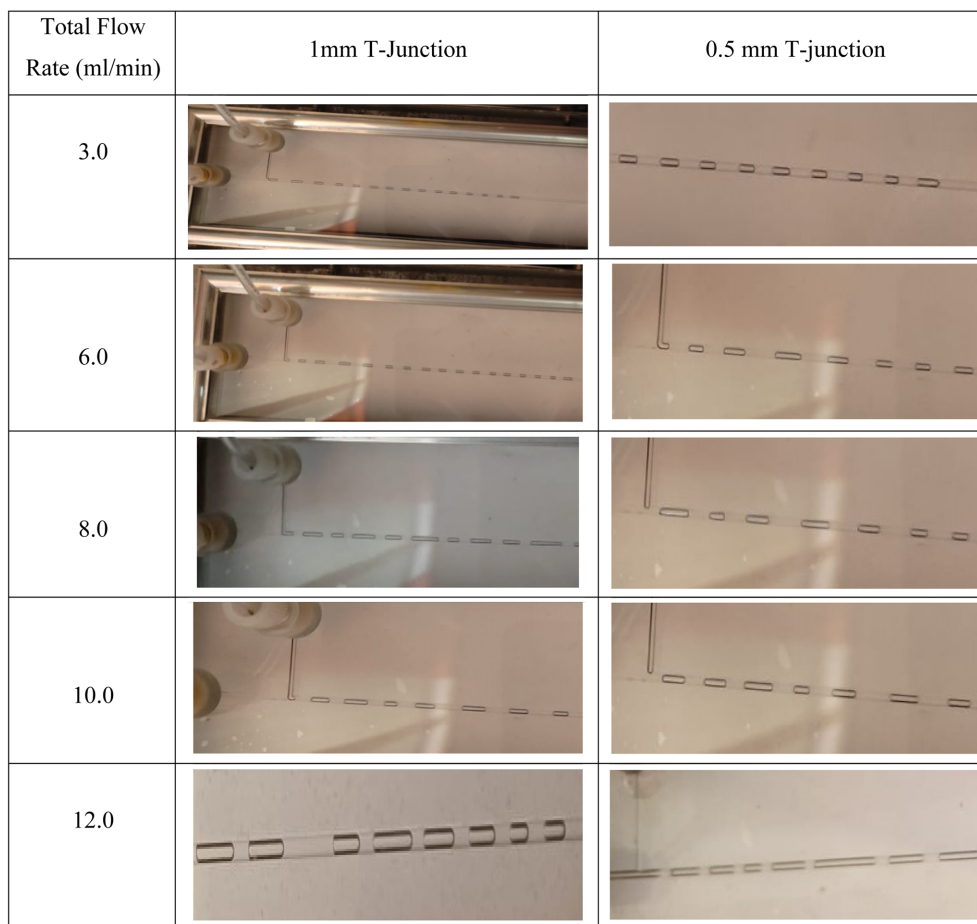 Total Flow
Rate (ml/min)
1mm T-Junction
0.5 mm T-junction
3.0
6.0
8.0
10.0
12.0